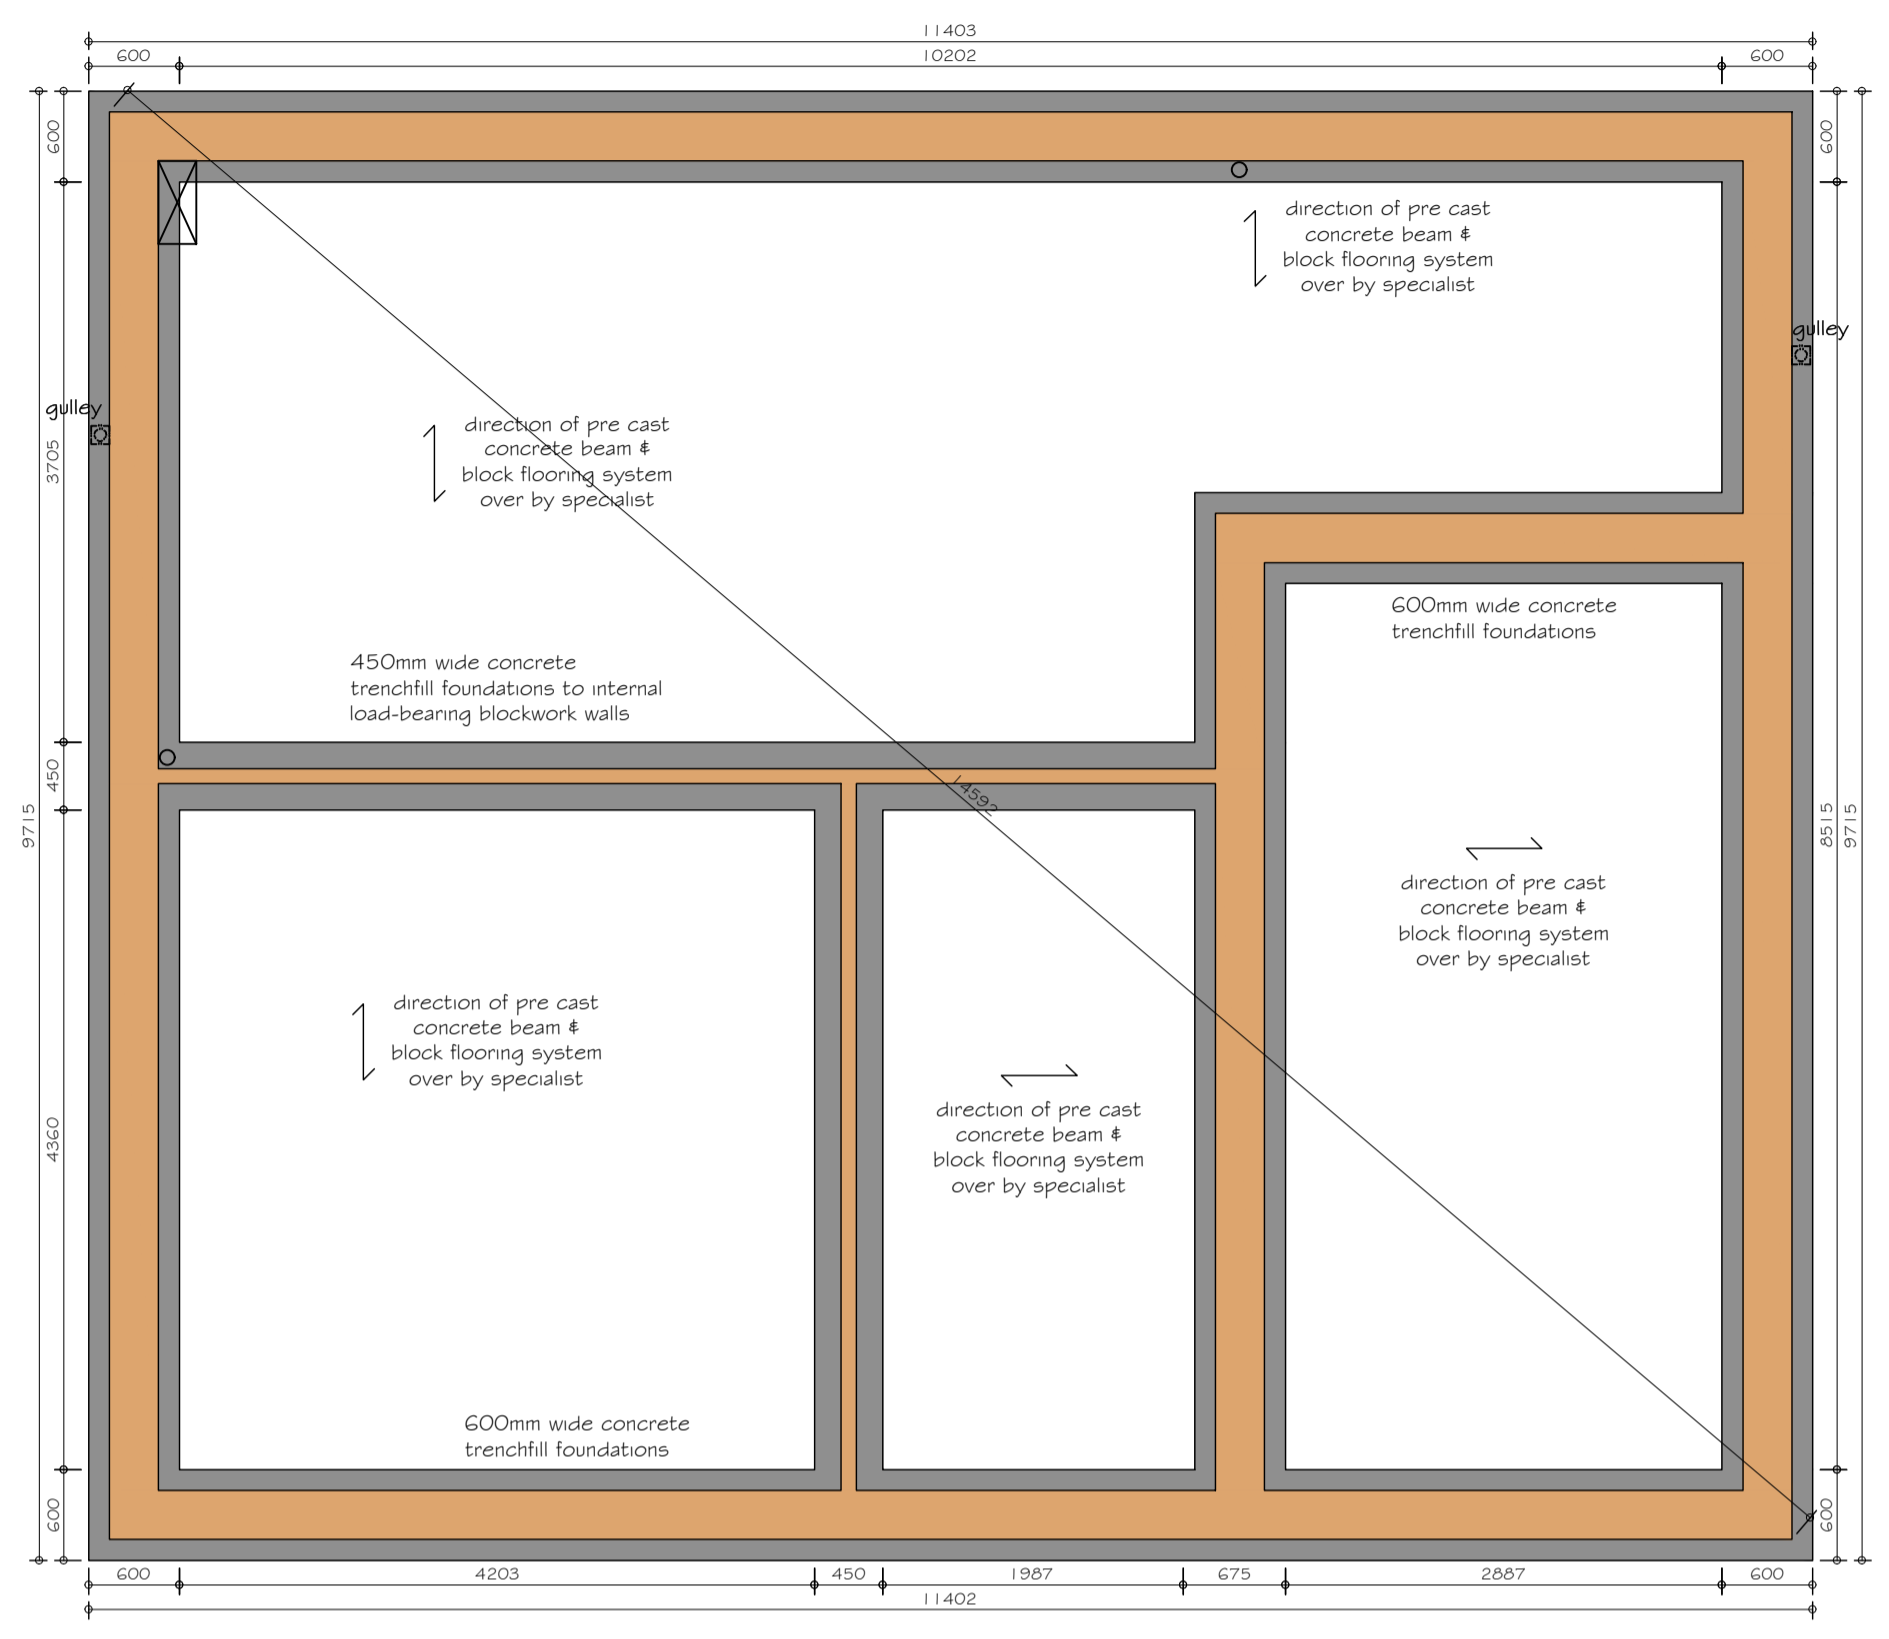 11403
600
10202
600
600
600
direction of pre cast
concrete beam &
block flooring system
over by specialist
gulley
gulley
3705
direction of pre cast
concrete beam &
block flooring system
over by specialist
600mm wide concrete
trenchfill foundations
450mm wide concrete
trenchfill foundations to internal
load-bearing blockwork walls
450
14592
9715
8515
9715
direction of pre cast
concrete beam &
block flooring system
over by specialist
direction of pre cast
concrete beam &
block flooring system
over by specialist
direction of pre cast
concrete beam &
block flooring system
over by specialist
4360
600mm wide concrete
trenchfill foundations
600
600
600
4203
450
1987
675
2887
600
11402